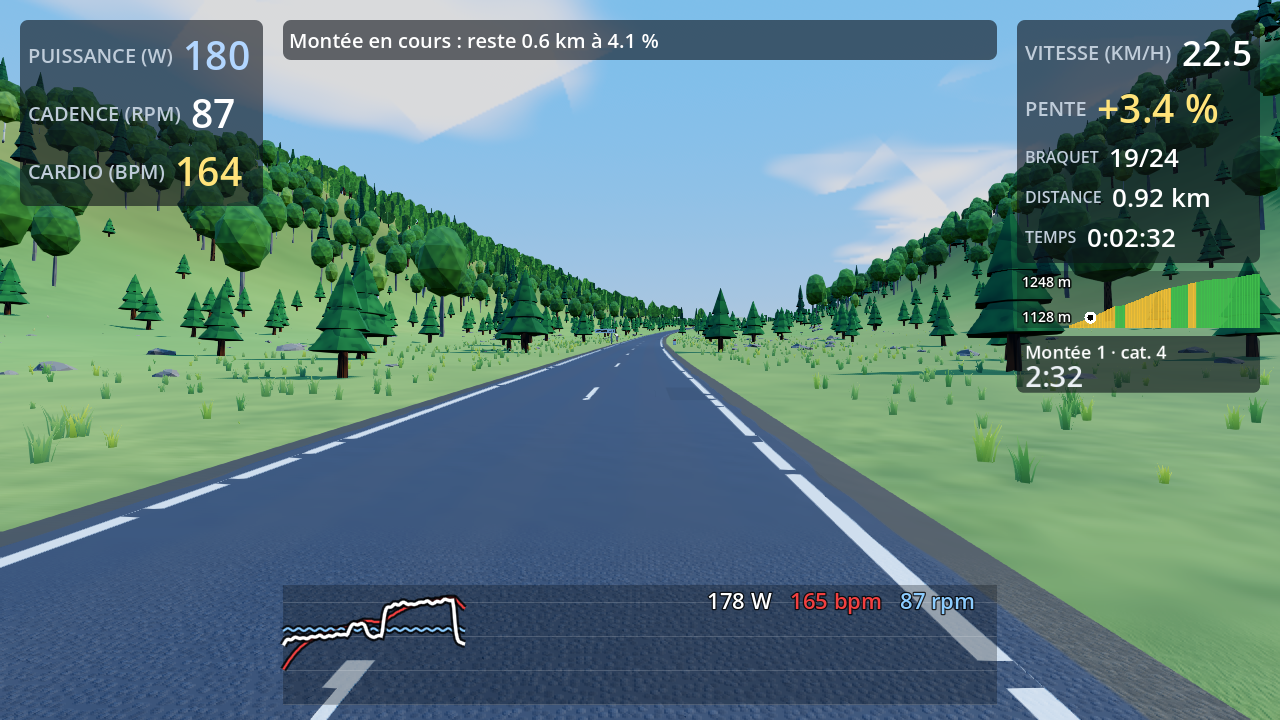 PUISSANCE (W) 180
CADENCE (RPM) 87
CARDIO (BPM) 164
Montée en cours : reste 0.6 km à 4.1 %
VITESSE (KM/H) 22.5
PENTE +3.4 %
BRAQUET 19/24
DISTANCE 0.92 km
TEMPS 0:02:32
1248 m
1128 m
Montée 1 · cat. 4
2:32
178 W 165 bpm 87 rpm